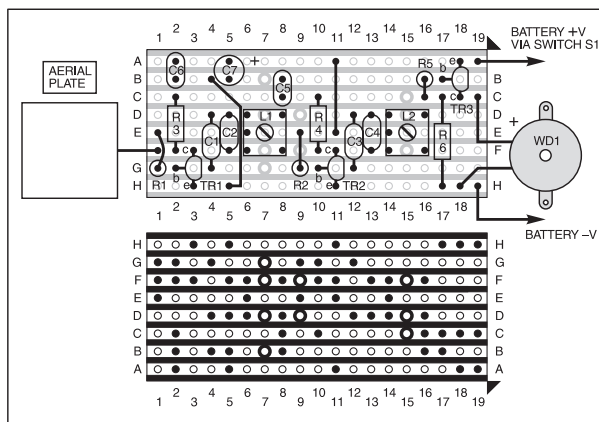 1 2 3 4 5 6 7 8 9 10 11 12 13 14 15 16 17 18 19
BATTERY +V
VIA SWITCH S1
AERIAL
PLATE
A
B
C
D
E
F
G
H
C6
C7
+
C5
R5
e
b
c
TR3
A
B
C
D
E
F
G
H
R
3
C1
C2
L1
R
4
C3
C4
L2
R
6
+
WD1
R1
b
c
e
TR1
R2
b
c
e
TR2
BATTERY –V
H H
G G
F F
E E
D D
C C
B B
A A
1 2 3 4 5 6 7 8 9 10 11 12 13 14 15 16 17 18 19